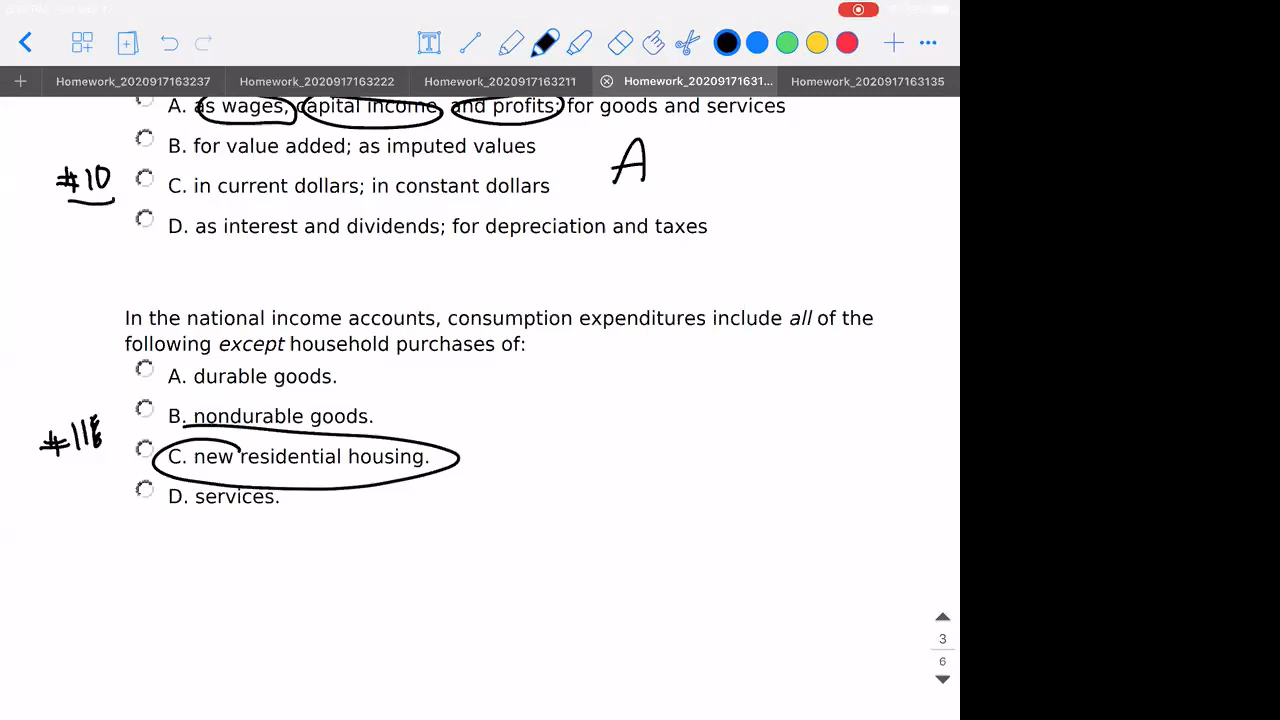 Homework_2020917163237
Homework_2020917163222
Homework_2020917163211
Homework_20209171631...
Homework_2020917163135
A. as wages; capital income, and profits; for goods and services
B. for value added; as imputed values
A
#10
C. in current dollars; in constant dollars
D. as interest and dividends; for depreciation and taxes
In the national income accounts, consumption expenditures include all of the
following except household purchases of:
A. durable goods.
B. nondurable goods.
#11
C. new residential housing.
D. services.
3
6